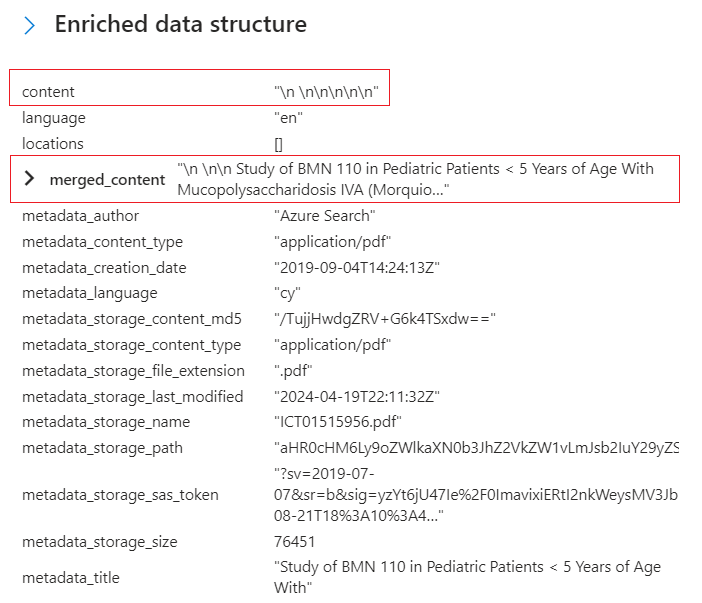 Enriched data structure
content "\n \n\n\n\n\n"
language "en"
locations []
merged_content "\n \n\n Study of BMN 110 in Pediatric Patients < 5 Years of Age With
Mucopolysaccharidosis IVA (Morquio..."
metadata_author "Azure Search"
metadata_content_type "application/pdf"
metadata_creation_date "2019-09-04T14:24:13Z"
metadata_language "cy"
metadata_storage_content_md5 "/TujjHwdgZRV+G6k4TSxdw=="
metadata_storage_content_type "application/pdf"
metadata_storage_file_extension ".pdf"
metadata_storage_last_modified "2024-04-19T22:11:32Z"
metadata_storage_name "ICT01515956.pdf"
metadata_storage_path "aHR0cHM6Ly9oZWlkaXN0b3JhZ2VkZW1vLmJsb2IuY29yZS
"?sv=2019-07-
metadata_storage_sas_token 07&sr=b&sig=yzYt6jU47Ie%2F0ImavixiERtI2nkWeysMV3Jb
08-21T18%3A10%3A4..."
metadata_storage_size 76451
metadata_title "Study of BMN 110 in Pediatric Patients < 5 Years of Age
With"